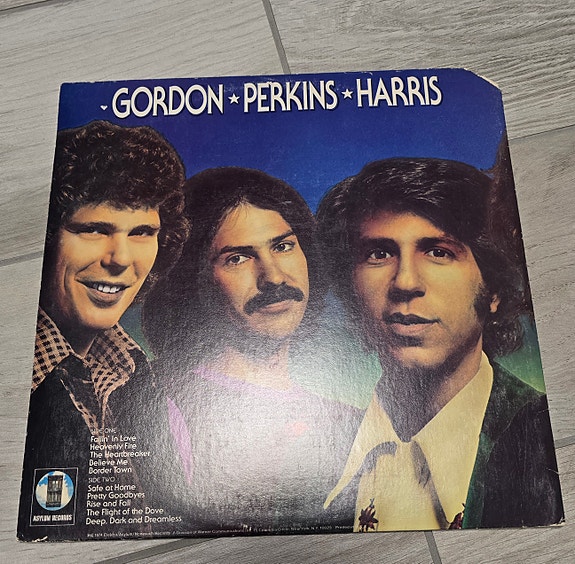 GORDON ★ PERKINS ★ HARRIS
SIDE ONE
Fallin' In Love
Heavenly Fire
The Heartbreaker
Believe Me
Border Town
SIDE TWO
Safe at Home
Pretty Goodbyes
Rise and Fall
The Flight of the Dove
Deep, Dark and Dreamless
ASYLUM RECORDS